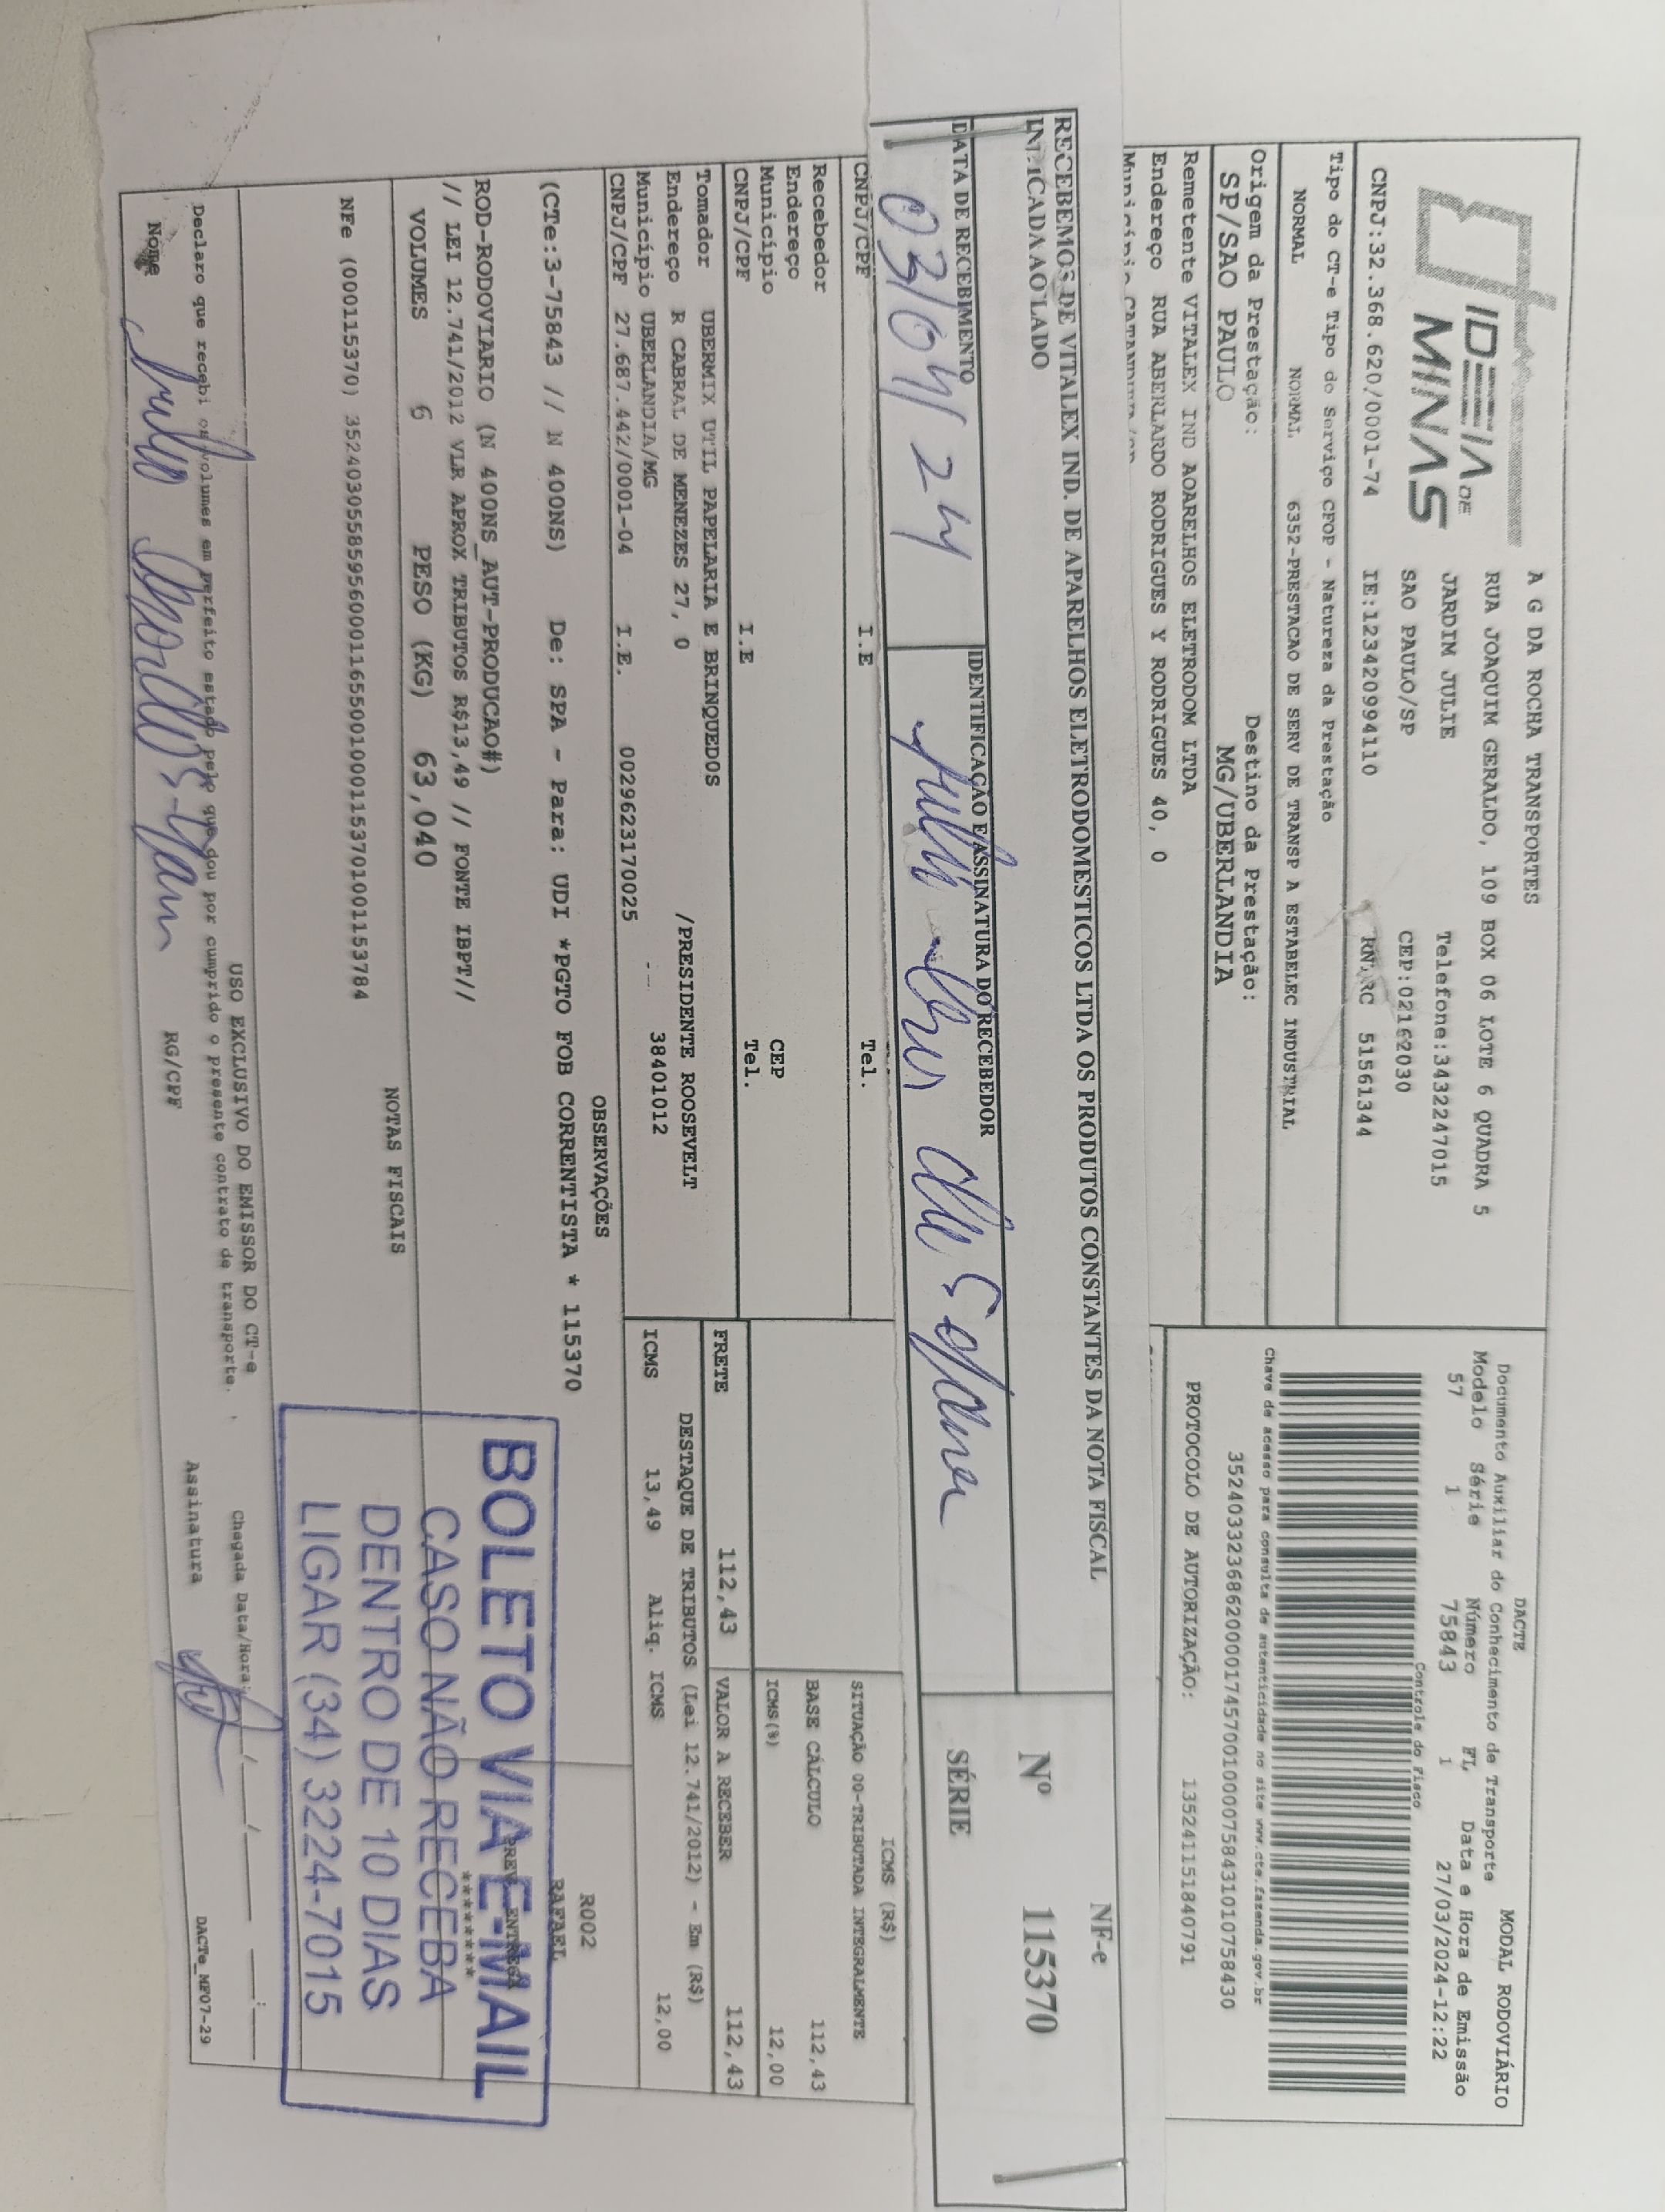 IDEIA DE
MINAS
A G DA ROCHA TRANSPORTES
RUA JOAQUIM GERALDO, 109 BOX 06 LOTE 6 QUADRA 5
JARDIM JULIE Telefone:3432247015
SAO PAULO/SP CEP:02162030
CNPJ:32.368.620/0001-74 IE:123420994110 51561344
Tipo do CT-e Tipo do Serviço CFOP - Natureza da Prestação
NORMAL NORMAL 6352-PRESTACAO DE SERV DE TRANSP A ESTABELEC INDUSTRIAL
Origem da Prestação: Destino da Prestação:
SP/SAO PAULO MG/UBERLANDIA
Remetente VITALEX IND AOARELHOS ELETRODOM LTDA
Endereço RUA ABERLARDO RODRIGUES Y RODRIGUES 40, 0
DACTE MODAL RODOVIÁRIO
Documento Auxiliar do Conhecimento de Transporte
Modelo Série Número FL Data e Hora de Emissão
57 1 75843 1 27/03/2024-12:22
Controle do Fisco
Chave de acesso para consulta de autenticidade no site www.cte.fazenda.gov.br
35240332368620000174570010000758431010758430
PROTOCOLO DE AUTORIZAÇÃO: 135241151840791
RECEBEMOS DE VITALEX IND. DE APARELHOS ELETRODOMESTICOS LTDA OS PRODUTOS CONSTANTES DA NOTA FISCAL
INDICADA AO LADO
DATA DE RECEBIMENTO
03/04/24
IDENTIFICAÇÃO E ASSINATURA DO RECEBEDOR
NF-e
Nº 115370
SÉRIE
CNPJ/CPF I.E Tel.
Recebedor
Endereço
Município CEP
CNPJ/CPF I.E Tel.
ICMS (R$)
SITUAÇÃO 00-TRIBUTADA INTEGRALMENTE
BASE CÁLCULO 112,43
ICMS(%) 12,00
Tomador UBERMIX UTIL PAPELARIA E BRINQUEDOS
Endereço R CABRAL DE MENEZES 27, 0 /PRESIDENTE ROOSEVELT
Município UBERLANDIA/MG 38401012
CNPJ/CPF 27.687.442/0001-04 I.E. 0029623170025
FRETE 112,43 VALOR A RECEBER 112,43
DESTAQUE DE TRIBUTOS (Lei 12.741/2012) - Em (R$)
ICMS 13,49 Aliq. ICMS 12,00
OBSERVAÇÕES
(CTe:3-75843 // N 400NS) De: SPA - Para: UDI *PGTO FOB CORRENTISTA * 115370
ROD-RODOVIARIO (N 400NS_AUT-PRODUCAO#)
// LEI 12.741/2012 VLR APROX TRIBUTOS R$13,49 // FONTE IBPT//
R002
RAFAEL
PREV. ENTREGA
********
VOLUMES 6 PESO (KG) 63,040
NOTAS FISCAIS
NFe (000115370) 35240305585956000116550010001153701001153784
BOLETO VIA E-MAIL
CASO NÃO RECEBA
DENTRO DE 10 DIAS
LIGAR (34) 3224-7015
USO EXCLUSIVO DO EMISSOR DO CT-e
Declaro que recebi os volumes em perfeito estado pelo que dou por cumprido o presente contrato de transporte.
Chegada Data/Hora: __/__/__ __:__
Nome RG/CPF Assinatura
DACTe_MF07-29